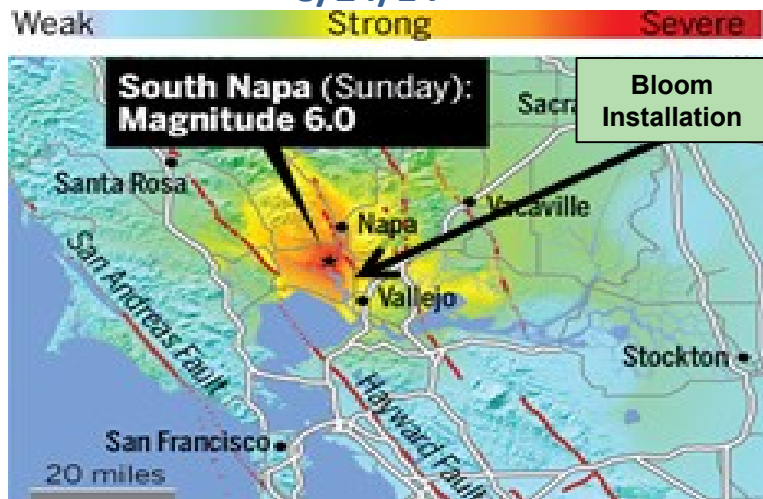 Weak Strong Severe
South Napa (Sunday):
Magnitude 6.0
Bloom
Installation
Santa Rosa
Napa
Vacaville
Vallejo
San Andreas Fault
Hayward Fault
Stockton
San Francisco
20 miles